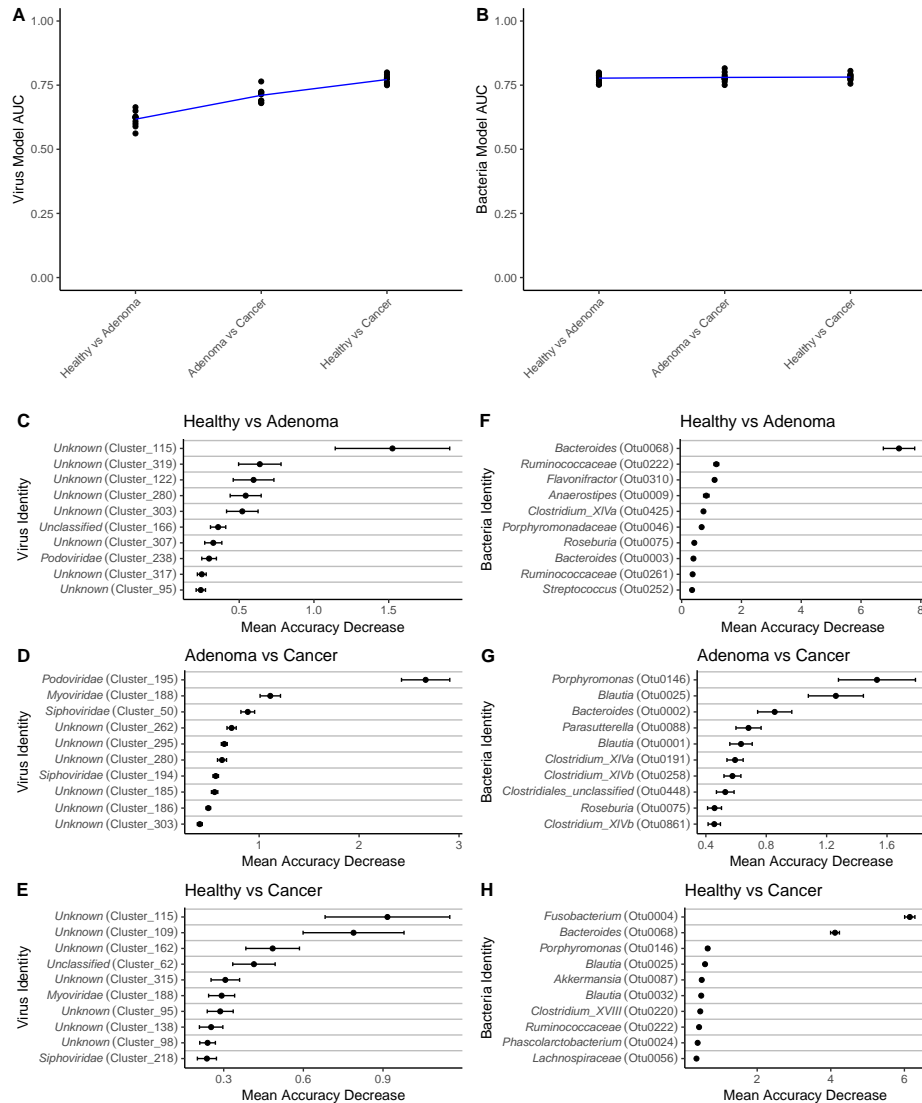 A
1.00
0.75
0.50
0.25
0.00
Virus Model AUC
Healthy vs Adenoma
Adenoma vs Cancer
Healthy vs Cancer
B
1.00
0.75
0.50
0.25
0.00
Bacteria Model AUC
Healthy vs Adenoma
Adenoma vs Cancer
Healthy vs Cancer
C
Healthy vs Adenoma
Virus Identity
Unknown (Cluster_115)
Unknown (Cluster_319)
Unknown (Cluster_122)
Unknown (Cluster_280)
Unknown (Cluster_303)
Unclassified (Cluster_166)
Unknown (Cluster_307)
Podoviridae (Cluster_238)
Unknown (Cluster_317)
Unknown (Cluster_95)
0.5 1.0 1.5
Mean Accuracy Decrease
D
Adenoma vs Cancer
Virus Identity
Podoviridae (Cluster_195)
Myoviridae (Cluster_188)
Siphoviridae (Cluster_50)
Unknown (Cluster_262)
Unknown (Cluster_295)
Unknown (Cluster_280)
Siphoviridae (Cluster_194)
Unknown (Cluster_185)
Unknown (Cluster_186)
Unknown (Cluster_303)
1 2 3
Mean Accuracy Decrease
E
Healthy vs Cancer
Virus Identity
Unknown (Cluster_115)
Unknown (Cluster_109)
Unknown (Cluster_162)
Unclassified (Cluster_62)
Unknown (Cluster_315)
Myoviridae (Cluster_188)
Unknown (Cluster_95)
Unknown (Cluster_138)
Unknown (Cluster_98)
Siphoviridae (Cluster_218)
0.3 0.6 0.9
Mean Accuracy Decrease
F
Healthy vs Adenoma
Bacteria Identity
Bacteroides (Otu0068)
Ruminococcaceae (Otu0222)
Flavonifractor (Otu0310)
Anaerostipes (Otu0009)
Clostridium_XIVa (Otu0425)
Porphyromonadaceae (Otu0046)
Roseburia (Otu0075)
Bacteroides (Otu0003)
Ruminococcaceae (Otu0261)
Streptococcus (Otu0252)
0 2 4 6 8
Mean Accuracy Decrease
G
Adenoma vs Cancer
Bacteria Identity
Porphyromonas (Otu0146)
Blautia (Otu0025)
Bacteroides (Otu0002)
Parasutterella (Otu0088)
Blautia (Otu0001)
Clostridium_XIVa (Otu0191)
Clostridium_XIVb (Otu0258)
Clostridiales_unclassified (Otu0448)
Roseburia (Otu0075)
Clostridium_XIVb (Otu0861)
0.4 0.8 1.2 1.6
Mean Accuracy Decrease
H
Healthy vs Cancer
Bacteria Identity
Fusobacterium (Otu0004)
Bacteroides (Otu0068)
Porphyromonas (Otu0146)
Blautia (Otu0025)
Akkermansia (Otu0087)
Blautia (Otu0032)
Clostridium_XVIII (Otu0220)
Ruminococcaceae (Otu0222)
Phascolarctobacterium (Otu0024)
Lachnospiraceae (Otu0056)
2 4 6
Mean Accuracy Decrease